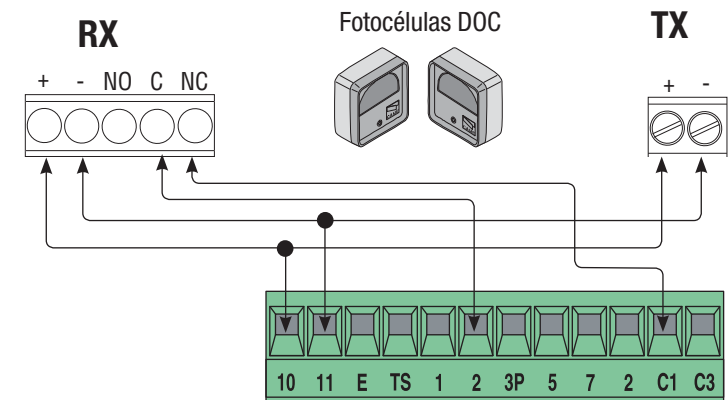 RX
Fotocélulas DOC
TX
+ - NO C NC
+ -
10 11 E TS 1 2 3P 5 7 2 C1 C3